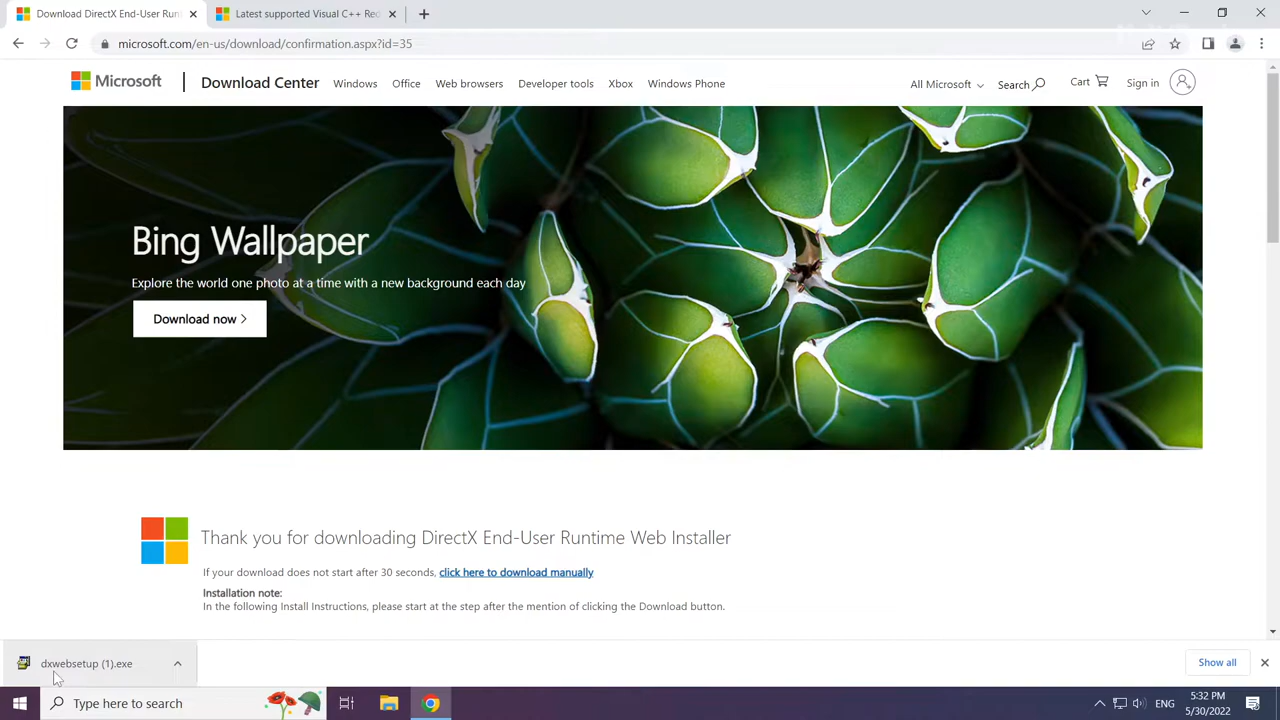 Download DirectX End-User Run
Latest supported Visual C++ Red
microsoft.com/en-us/download/confirmation.aspx?id=35
Microsoft
Download Center
Windows
Office
Web browsers
Developer tools
Xbox
Windows Phone
All Microsoft
Search
Cart
Sign in
Bing Wallpaper
Explore the world one photo at a time with a new background each day
Download now
Thank you for downloading DirectX End-User Runtime Web Installer
If your download does not start after 30 seconds, click here to download manually
Installation note:
In the following Install Instructions, please start at the step after the mention of clicking the Download button.
dxwebsetup (1).exe
Show all
Type here to search
ENG
5:32 PM
5/30/2022